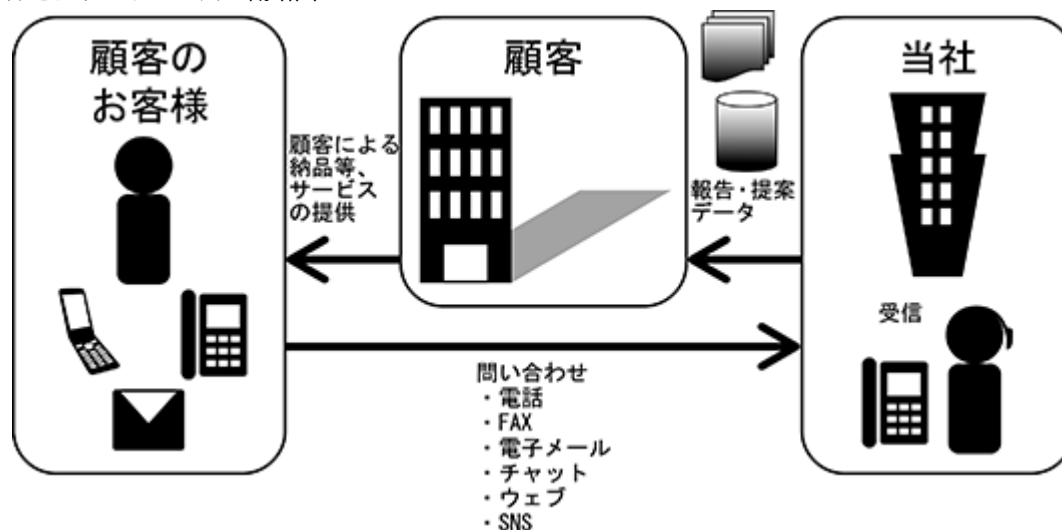 顧客の
お客様
顧客による
納品等、
サービス
の提供
顧客
報告・提案
データ
当社
受信
問い合わせ
・電話
・FAX
・電子メール
・チャット
・ウェブ
・SNS